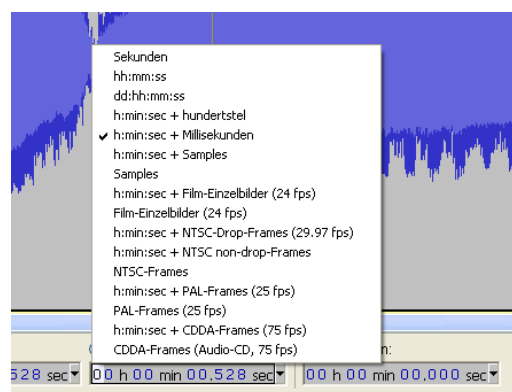 Sekunden
hh:mm:ss
dd:hh:mm:ss
h:min:sec + hundertstel
h:min:sec + Millisekunden
h:min:sec + Samples
Samples
h:min:sec + Film-Einzelbilder (24 fps)
Film-Einzelbilder (24 fps)
h:min:sec + NTSC-Drop-Frames (29.97 fps)
h:min:sec + NTSC non-drop-Frames
NTSC-Frames
h:min:sec + PAL-Frames (25 fps)
PAL-Frames (25 fps)
h:min:sec + CDDA-Frames (75 fps)
CDDA-Frames (Audio-CD, 75 fps)
n:
528 sec 00 h 00 min 00,528 sec 00 h 00 min 00,000 sec